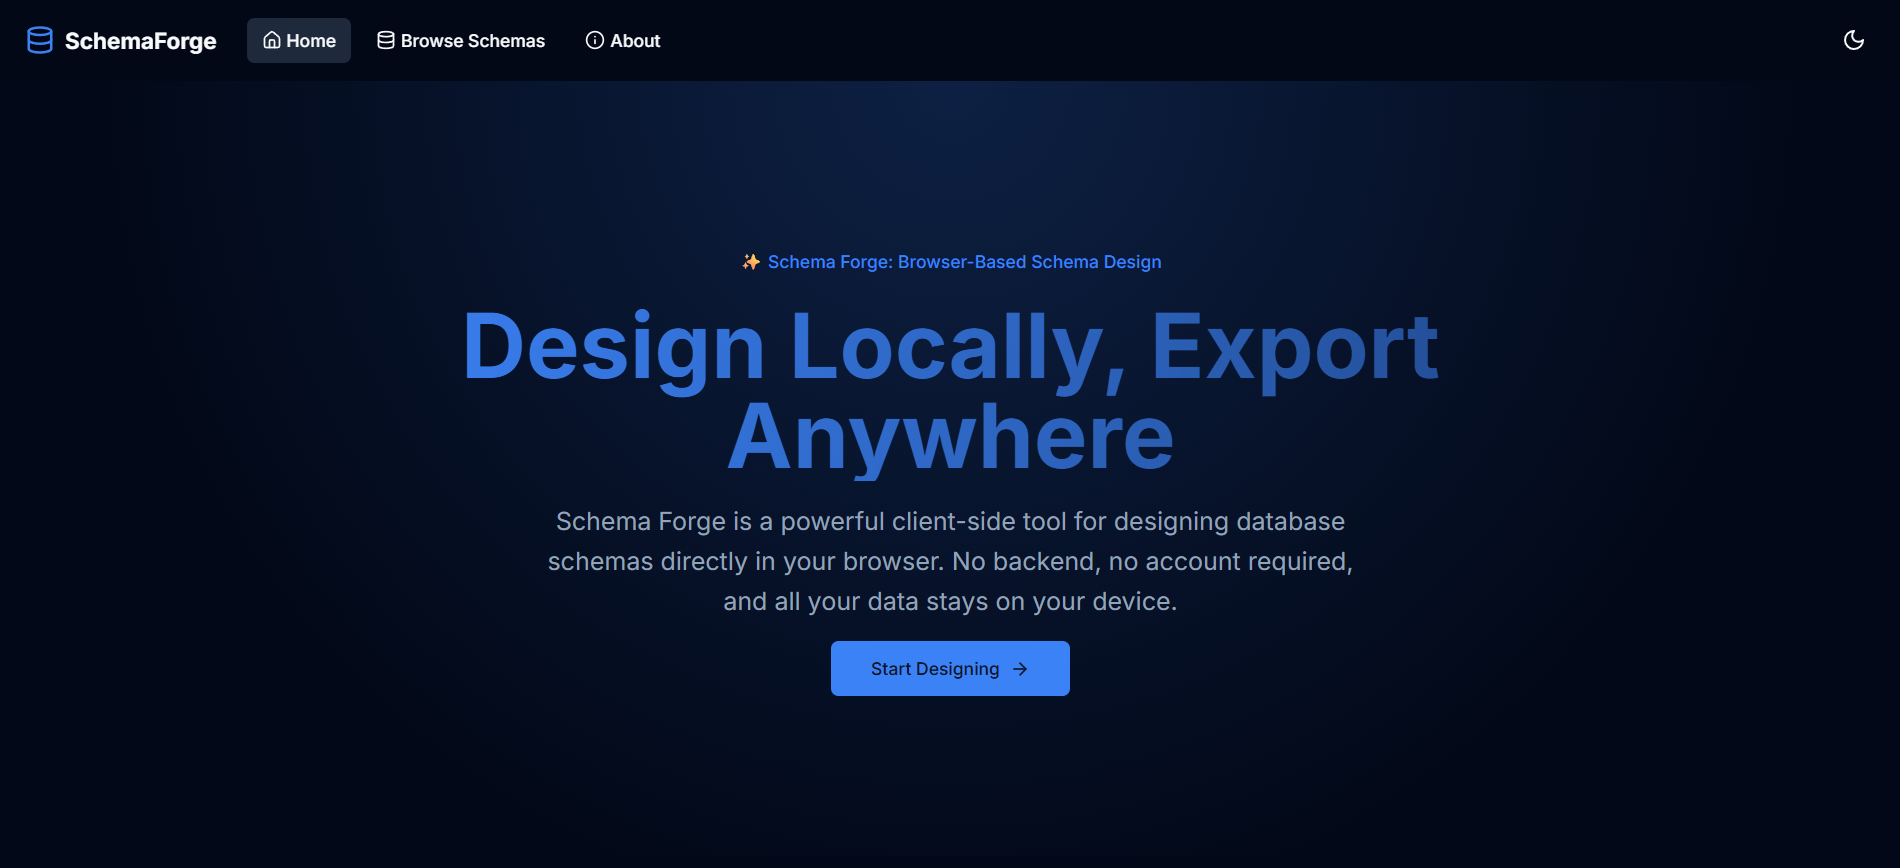 SchemaForge
Home
Browse Schemas
About
✨ Schema Forge: Browser-Based Schema Design
Design Locally, Export
Anywhere
Schema Forge is a powerful client-side tool for designing database
schemas directly in your browser. No backend, no account required,
and all your data stays on your device.
Start Designing →